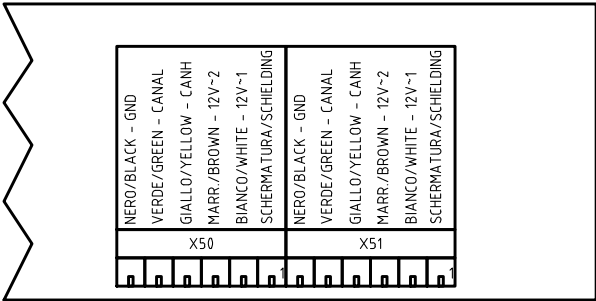 NERO/BLACK - GND
VERDE/GREEN - CANAL
GIALLO/YELLOW - CANH
MARR./BROWN - 12V~2
BIANCO/WHITE - 12V~1
SCHERMATURA/SCHIELDING
NERO/BLACK - GND
VERDE/GREEN - CANAL
GIALLO/YELLOW - CANH
MARR./BROWN - 12V~2
BIANCO/WHITE - 12V~1
SCHERMATURA/SCHIELDING
X50
X51
1
1